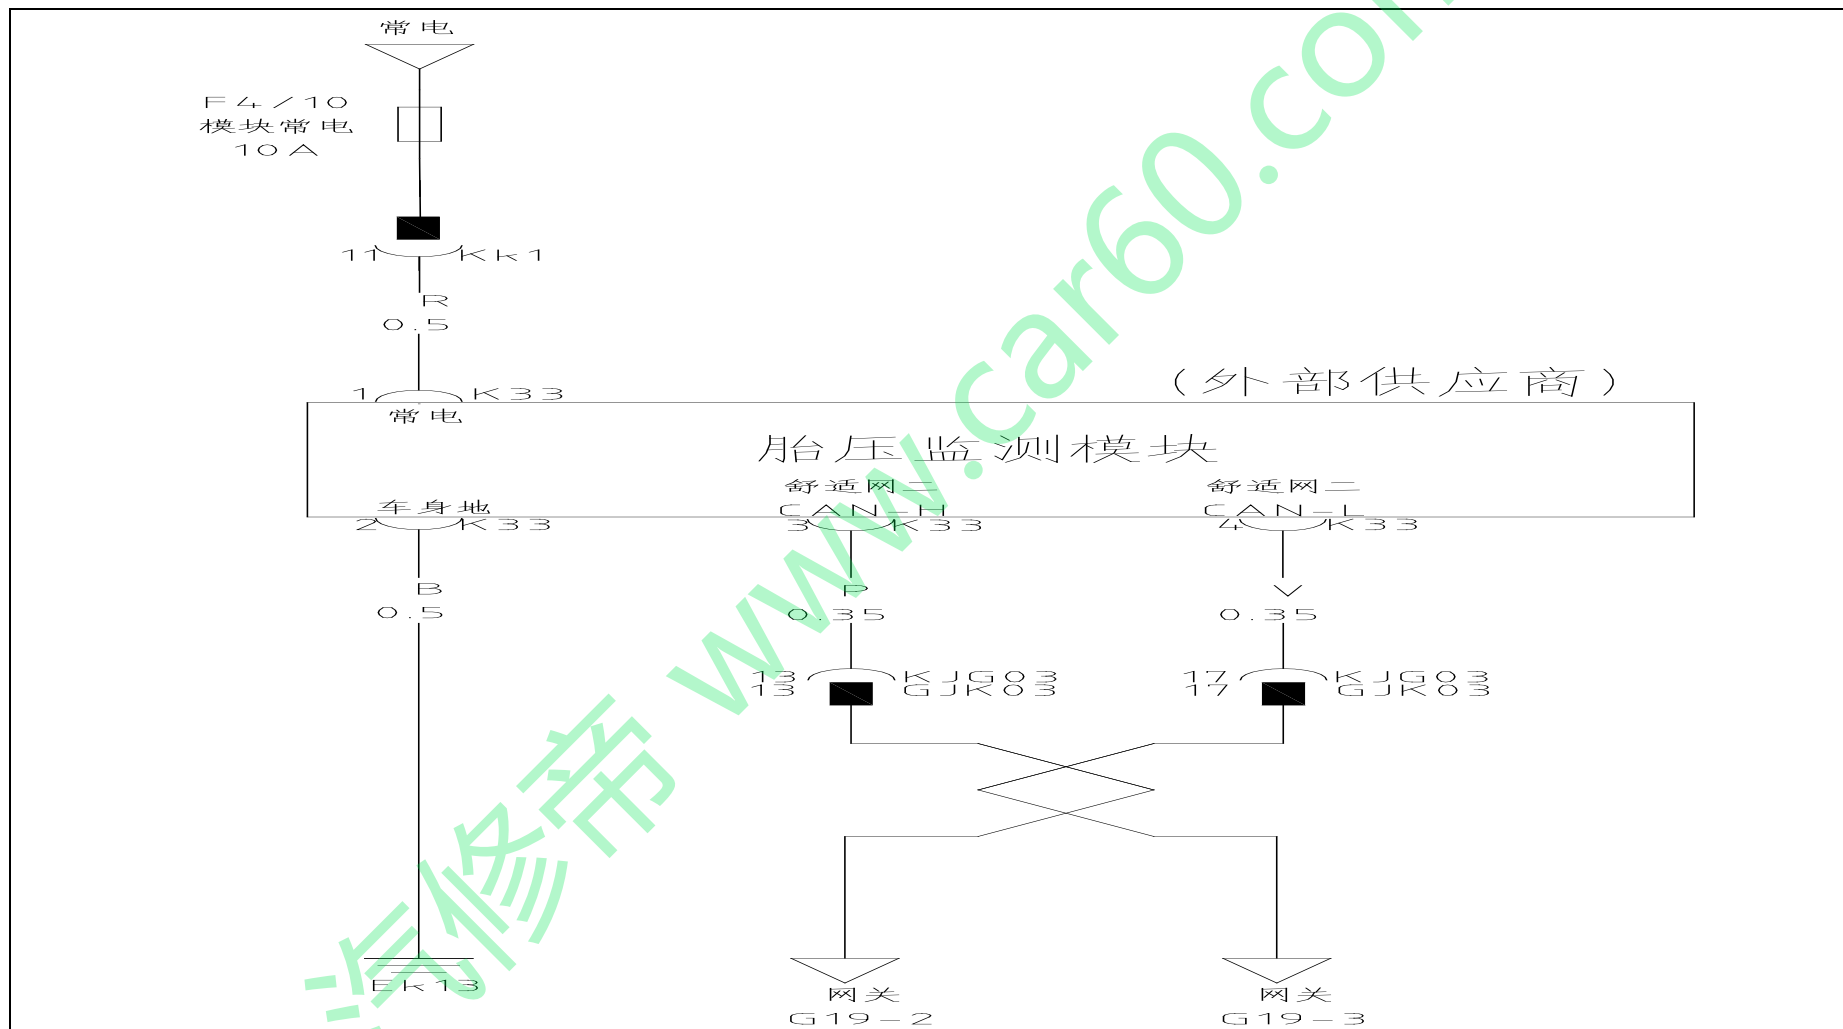 常电
F4/10
模块常电
10A
11 Kk1
R
0.5
1 K33
(外部供应商)
常电
胎压监测模块
舒适网二
CAN-H
舒适网二
CAN-L
车身地
2 K33
3 K33
4 K33
B
0.5
P
0.35
V
0.35
13 KJG03
13 GJK03
17 KJG03
17 GJK03
Ek13
网关
G19-2
网关
G19-3
汽修帝 www.car60.com